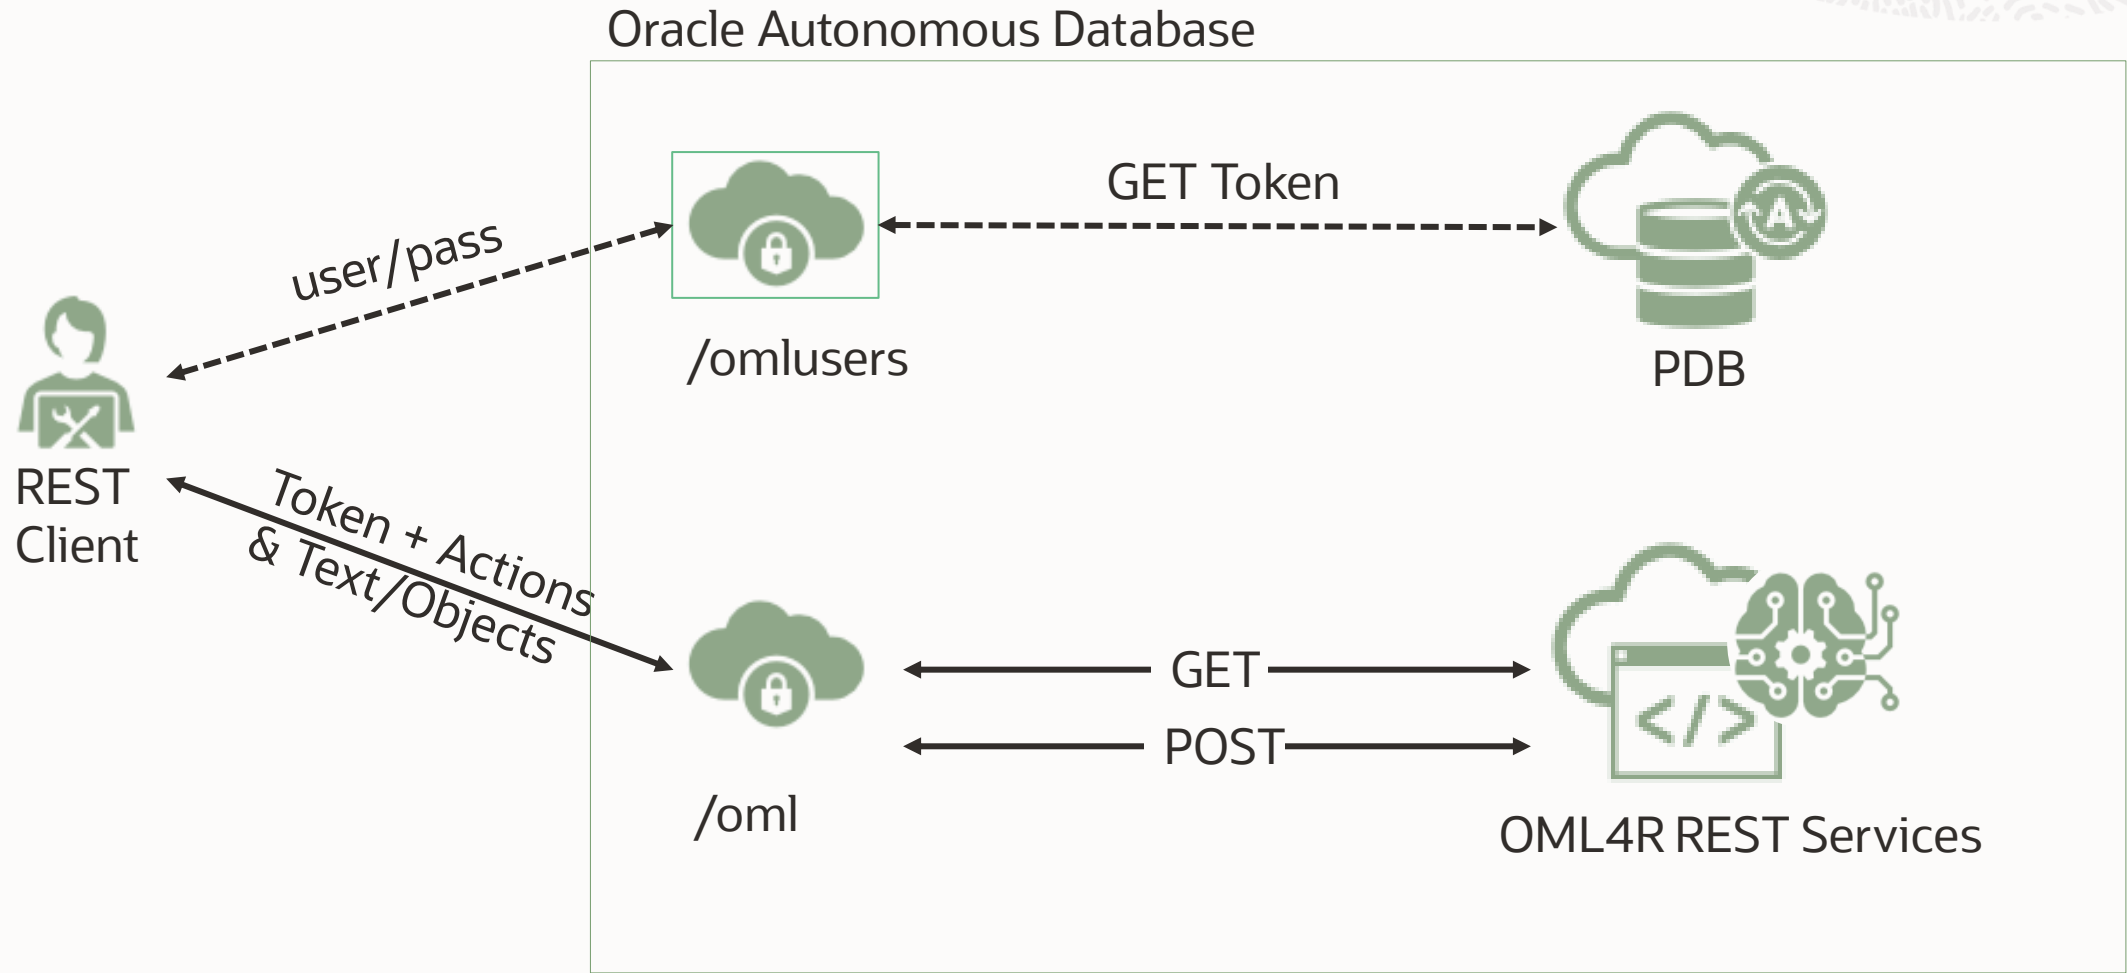 Oracle Autonomous Database
GET Token
user/pass
/omlusers
PDB
REST
Client
Token + Actions
& Text/Objects
GET
POST
/oml
</>
OML4R REST Services
A